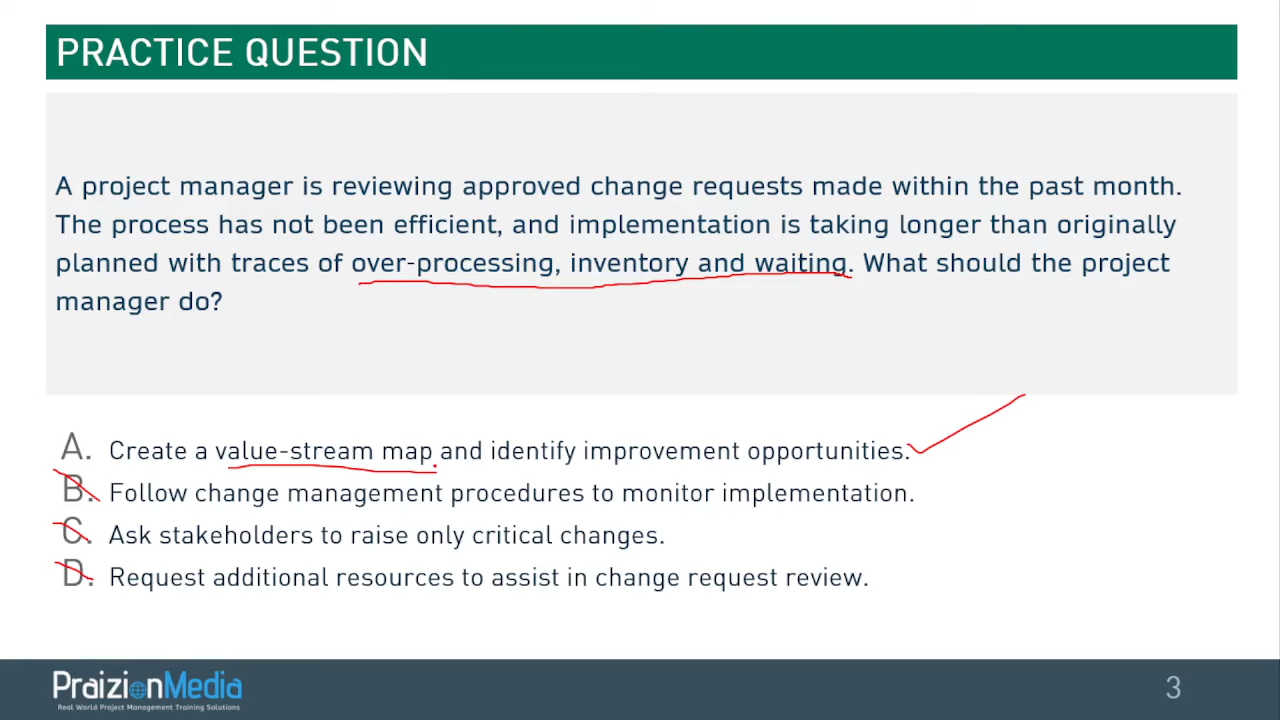 PRACTICE QUESTION
A project manager is reviewing approved change requests made within the past month.
The process has not been efficient, and implementation is taking longer than originally
planned with traces of over-processing, inventory and waiting. What should the project
manager do?
A. Create a value-stream map and identify improvement opportunities.
B. Follow change management procedures to monitor implementation.
C. Ask stakeholders to raise only critical changes.
D. Request additional resources to assist in change request review.
PraizionMedia
Real World Project Management Training Solutions
3